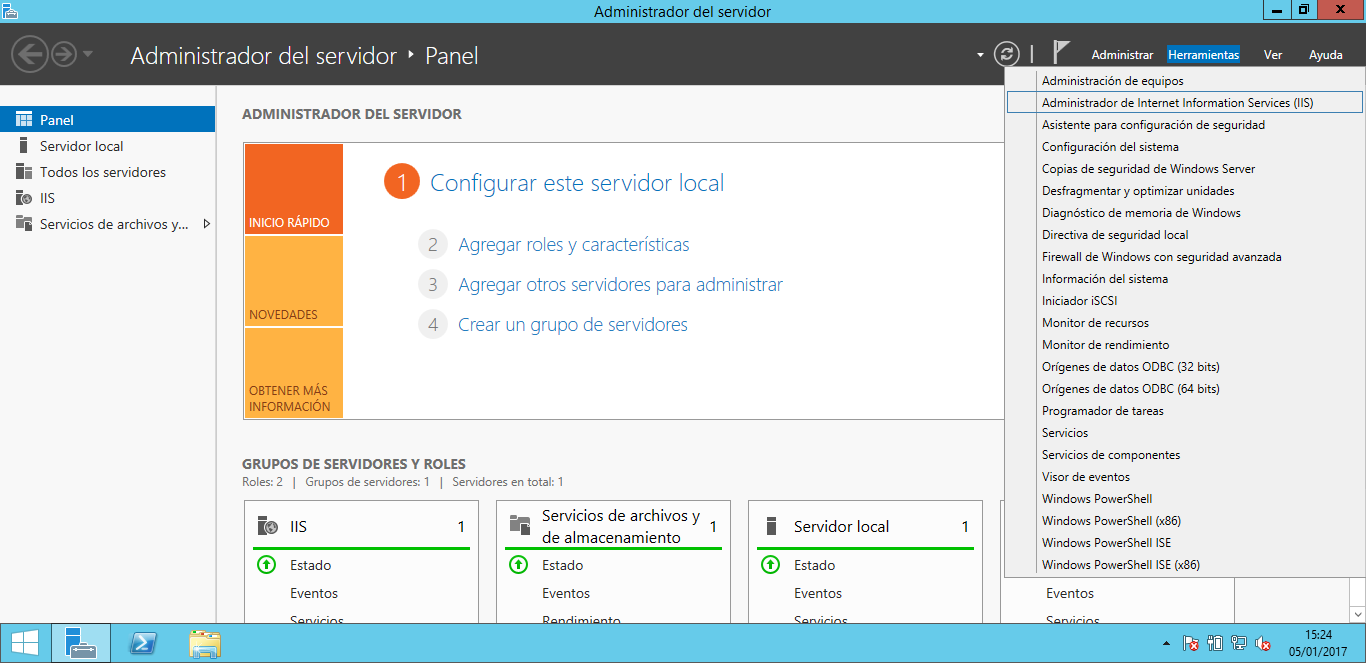 Administrador del servidor
Administrador del servidor ‣ Panel
Administrar Herramientas Ver Ayuda
Panel
Servidor local
Todos los servidores
IIS
Servicios de archivos y...
ADMINISTRADOR DEL SERVIDOR
INICIO RÁPIDO
NOVEDADES
OBTENER MÁS
INFORMACIÓN
1 Configurar este servidor local
2 Agregar roles y características
3 Agregar otros servidores para administrar
4 Crear un grupo de servidores
GRUPOS DE SERVIDORES Y ROLES
Roles: 2 | Grupos de servidores: 1 | Servidores en total: 1
IIS 1
Estado
Eventos
Servicios
Servicios de archivos y
de almacenamiento 1
Estado
Eventos
Rendimiento
Servidor local 1
Estado
Eventos
Servicios
Eventos
Servicios
Administración de equipos
Administrador de Internet Information Services (IIS)
Asistente para configuración de seguridad
Configuración del sistema
Copias de seguridad de Windows Server
Desfragmentar y optimizar unidades
Diagnóstico de memoria de Windows
Directiva de seguridad local
Firewall de Windows con seguridad avanzada
Información del sistema
Iniciador iSCSI
Monitor de recursos
Monitor de rendimiento
Orígenes de datos ODBC (32 bits)
Orígenes de datos ODBC (64 bits)
Programador de tareas
Servicios
Servicios de componentes
Visor de eventos
Windows PowerShell
Windows PowerShell (x86)
Windows PowerShell ISE
Windows PowerShell ISE (x86)
15:24
05/01/2017